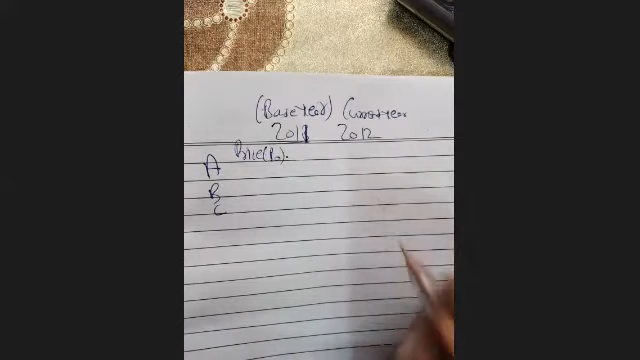 (Base Year) (Current Year
2011 2012
Price(P₀).
A
B
C